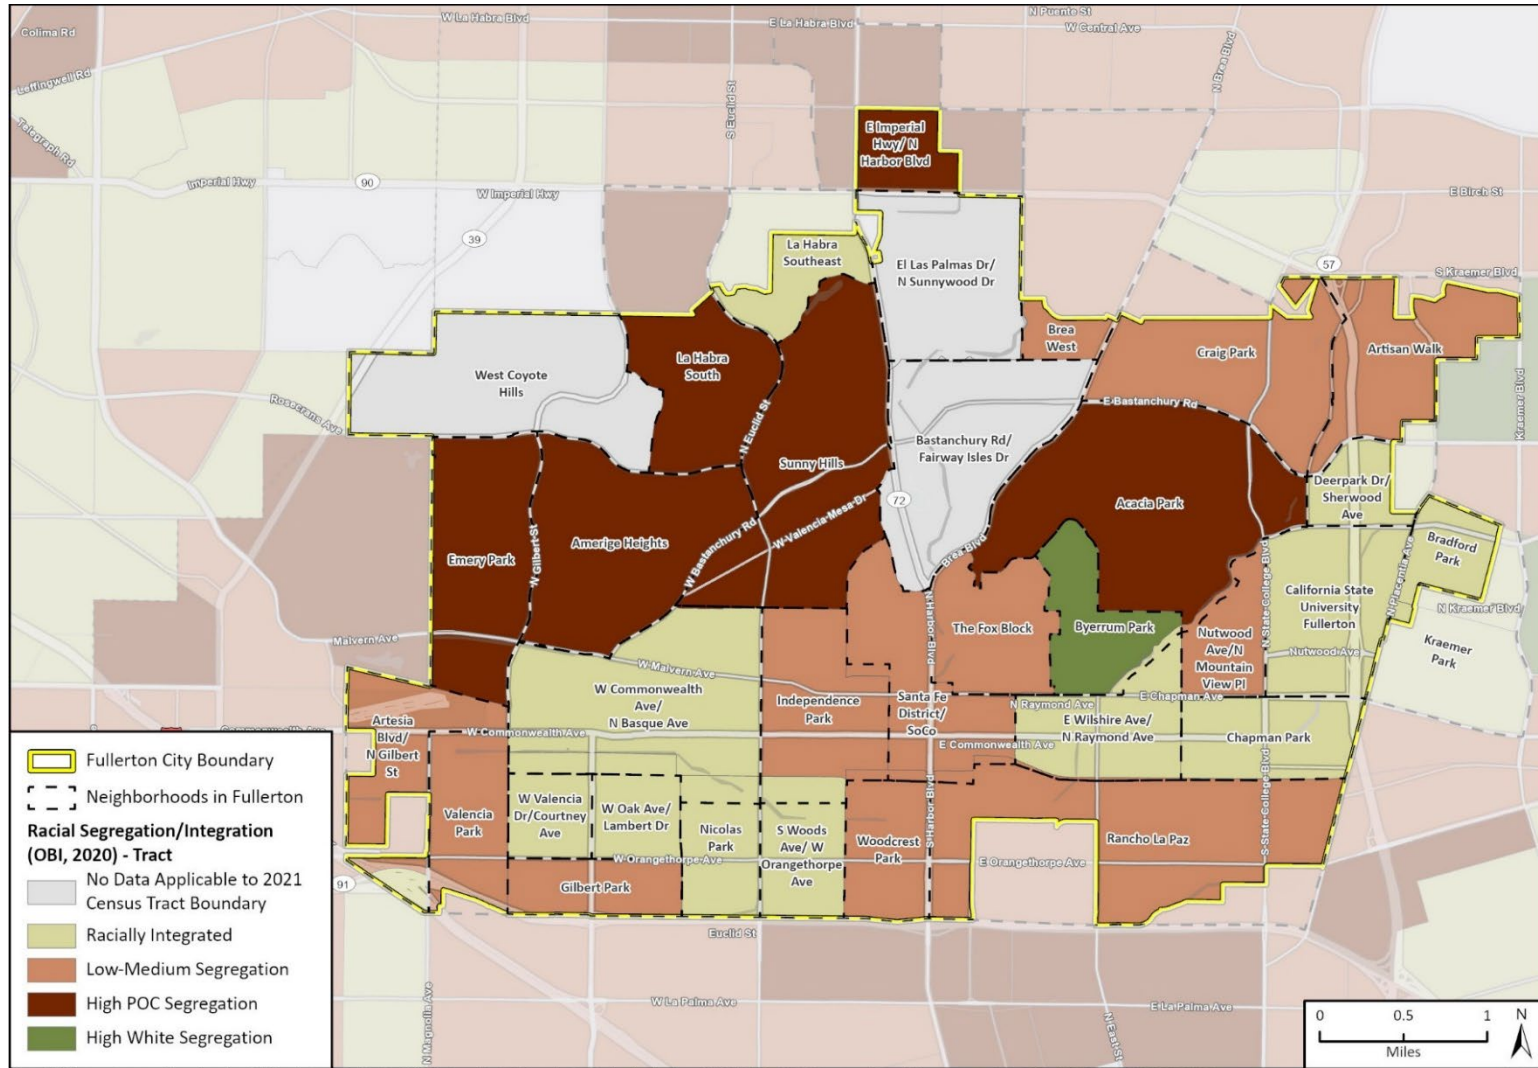 W La Habra Blvd
E La Habra Blvd
N Puente St
W Central Ave
Colima Rd
Leffingwell Rd
Telegraph Rd
S Euclid St
N Brea Blvd
E Imperial
Hwy/ N
Harbor Blvd
Imperial Hwy
90
W Imperial Hwy
E Birch St
39
La Habra
Southeast
El Las Palmas Dr/
N Sunnywood Dr
57
S Kraemer Blvd
Brea
West
Craig Park
Artisan Walk
La Habra
South
West Coyote
Hills
Rosecrans Ave
N Euclid St
E Bastanchury Rd
Kraemer Blvd
Bastanchury Rd/
Fairway Isles Dr
Sunny Hills
72
W Valencia Mesa Dr
W Bastanchury Rd
Acacia Park
Deerpark Dr/
Sherwood
Ave
Emery Park
N Gilbert St
Amerige Heights
Brea Blvd
Bradford
Park
N State College Blvd
California State
University
Fullerton
N Placentia Ave
N Kraemer Blvd
Malvern Ave
N Harbor Blvd
The Fox Block
Byerrum Park
Nutwood
Ave/N
Mountain
View Pl
Nutwood Ave
Kraemer
Park
W Malvern Ave
W Commonwealth
Ave/
N Basque Ave
Independence
Park
Santa Fe
District/
SoCo
N Raymond Ave
E Chapman Ave
Artesia
Blvd/
N Gilbert
St
W Commonwealth Ave
E Commonwealth Ave
E Wilshire Ave/
N Raymond Ave
Chapman Park
Valencia
Park
W Valencia
Dr/Courtney
Ave
W Oak Ave/
Lambert Dr
Nicolas
Park
S Woods
Ave/ W
Orangethorpe
Ave
Woodcrest
Park
S Harbor Blvd
Rancho La Paz
S State College Blvd
W Orangethorpe Ave
E Orangethorpe Ave
91
Gilbert Park
Euclid St
N Magnolia Ave
W La Palma Ave
E La Palma Ave
N East St
Fullerton City Boundary
Neighborhoods in Fullerton
Racial Segregation/Integration
(OBI, 2020) - Tract
No Data Applicable to 2021
Census Tract Boundary
Racially Integrated
Low-Medium Segregation
High POC Segregation
High White Segregation
0 0.5 1
Miles
N